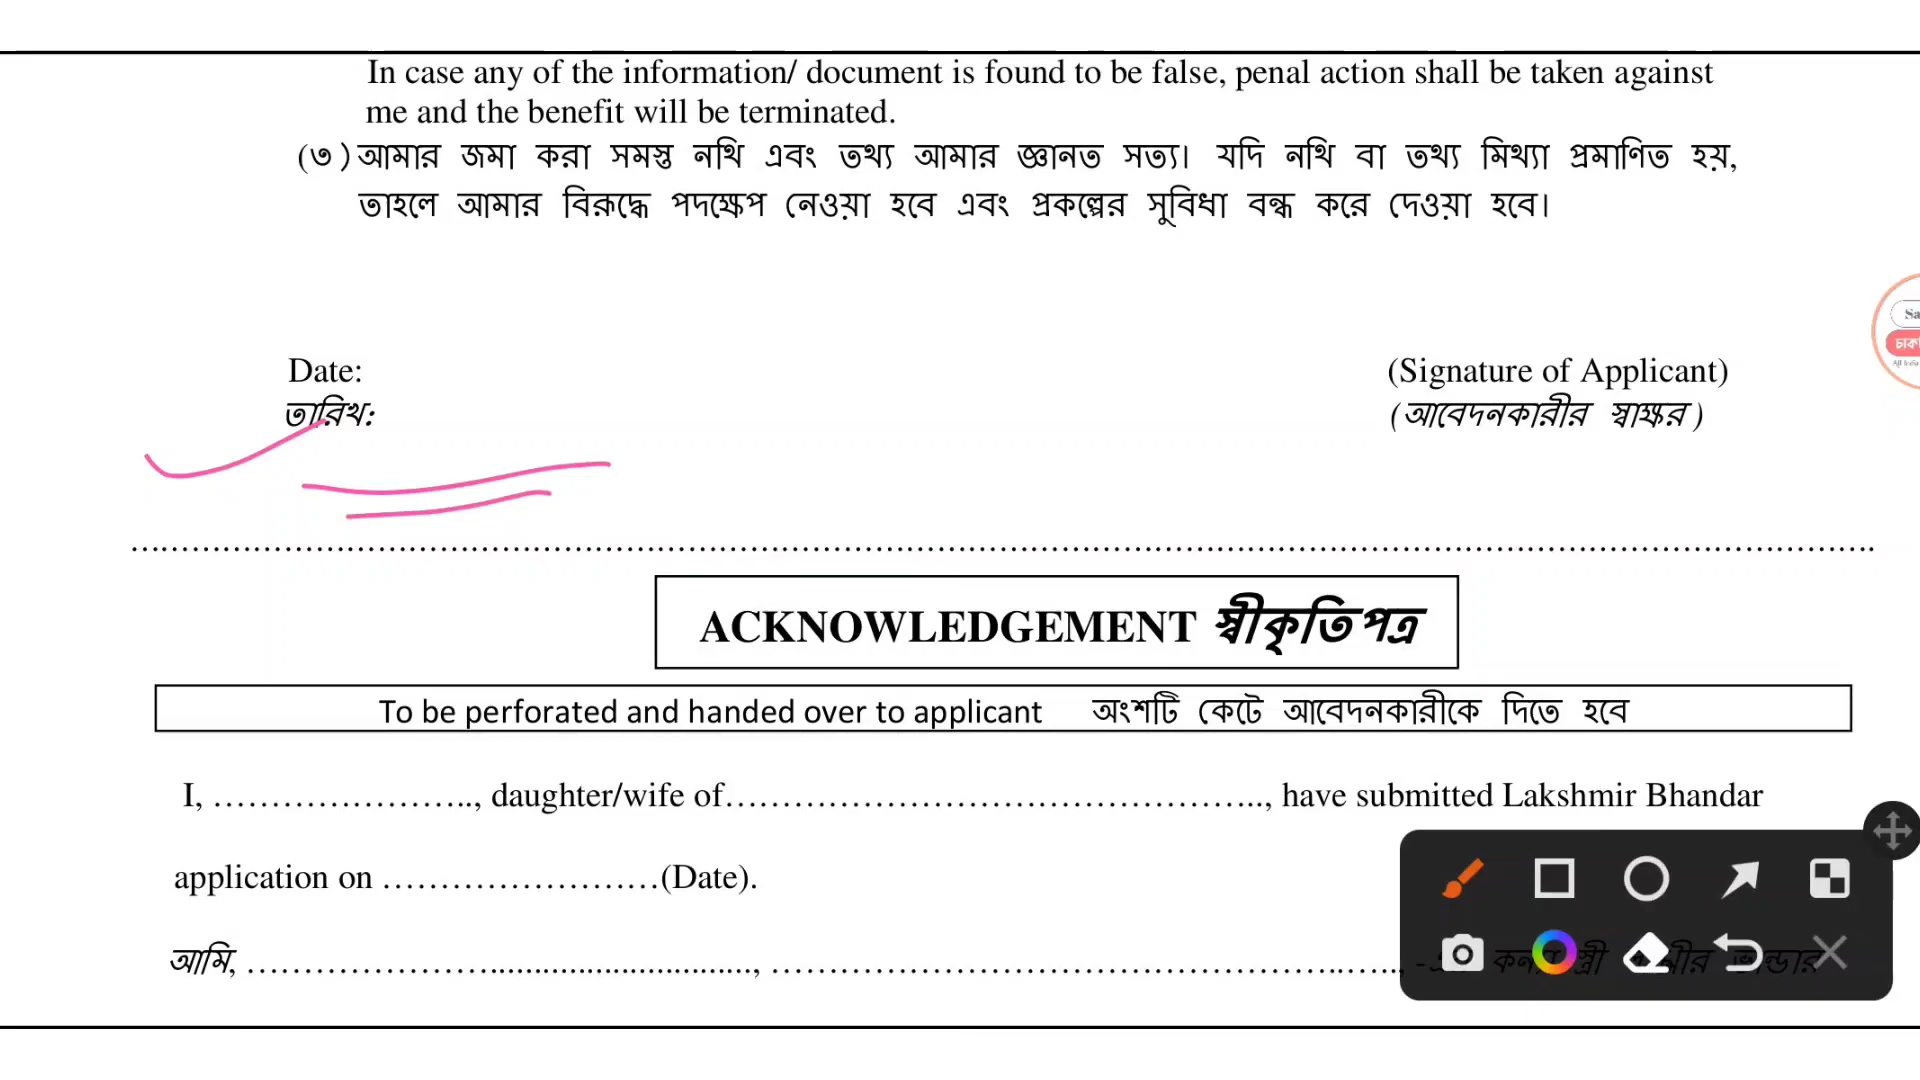 In case any of the information/ document is found to be false, penal action shall be taken against
me and the benefit will be terminated.
(৩) আমার জমা করা সমস্ত নথি এবং তথ্য আমার জ্ঞানত সত্য। যদি নথি বা তথ্য মিথ্যা প্রমাণিত হয়,
তাহলে আমার বিরূদ্ধে পদক্ষেপ নেওয়া হবে এবং প্রকল্পের সুবিধা বন্ধ করে দেওয়া হবে।
Date: (Signature of Applicant)
তারিখ: (আবেদনকারীর স্বাক্ষর)
ACKNOWLEDGEMENT স্বীকৃতিপত্র
To be perforated and handed over to applicant অংশটি কেটে আবেদনকারীকে দিতে হবে
I, ………………….., daughter/wife of……………………………………….., have submitted Lakshmir Bhandar
application on ……………………(Date).
আমি, …………………............................, …………………………………………..…..,